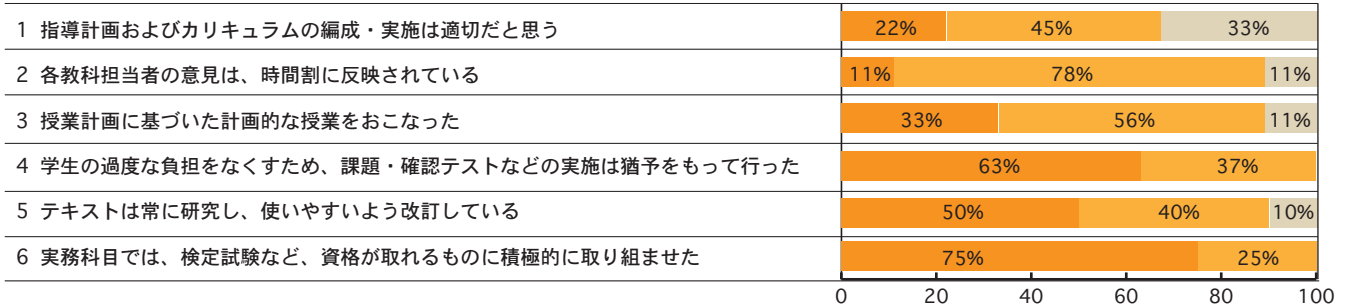 1 指導計画およびカリキュラムの編成・実施は適切だと思う 22% 45% 33%
2 各教科担当者の意見は、時間割に反映されている 11% 78% 11%
3 授業計画に基づいた計画的な授業をおこなった 33% 56% 11%
4 学生の過度な負担をなくすため、課題・確認テストなどの実施は猶予をもって行った 63% 37%
5 テキストは常に研究し、使いやすいよう改訂している 50% 40% 10%
6 実務科目では、検定試験など、資格が取れるものに積極的に取り組ませた 75% 25%
0 20 40 60 80 100